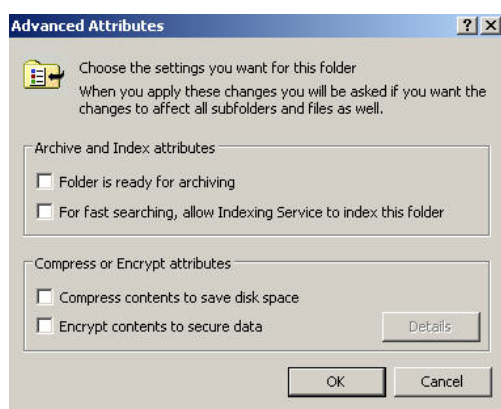 Advanced Attributes
Choose the settings you want for this folder
When you apply these changes you will be asked if you want the
changes to affect all subfolders and files as well.
Archive and Index attributes
Folder is ready for archiving
For fast searching, allow Indexing Service to index this folder
Compress or Encrypt attributes
Compress contents to save disk space
Encrypt contents to secure data
Details
OK
Cancel